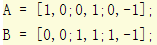 A = [1,0;0,1;0,-1];
B = [0,0;1,1;1,-1];